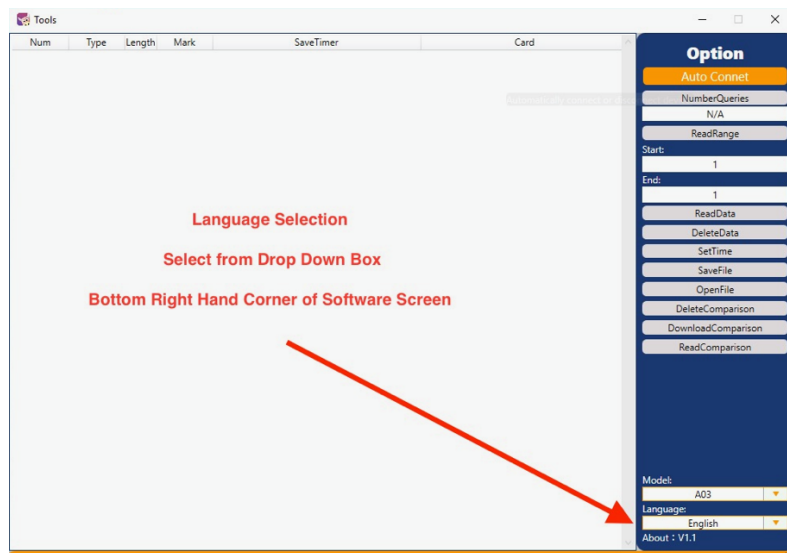 Tools
Num Type Length Mark SaveTimer Card
Option
Auto Connet
NumberQueries
N/A
ReadRange
Start:
1
End:
1
ReadData
DeleteData
SetTime
SaveFile
OpenFile
DeleteComparison
DownloadComparison
ReadComparison
Language Selection
Select from Drop Down Box
Bottom Right Hand Corner of Software Screen
Model:
A03
Language:
English
About : V1.1